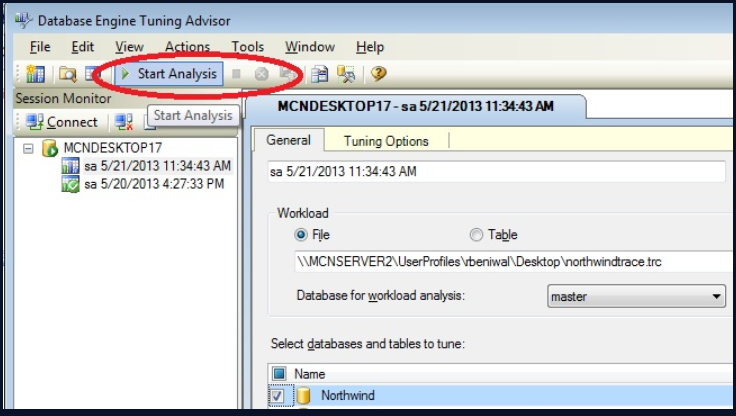 Database Engine Tuning Advisor
File Edit View Actions Tools Window Help
Start Analysis
Session Monitor
Start Analysis
Connect
MCNDESKTOP17
sa 5/21/2013 11:34:43 AM
sa 5/20/2013 4:27:33 PM
MCNDESKTOP17 - sa 5/21/2013 11:34:43 AM
General Tuning Options
sa 5/21/2013 11:34:43 AM
Workload
File Table
\\MCNSERVER2\UserProfiles\rbeniwal\Desktop\northwindtrace.trc
Database for workload analysis: master
Select databases and tables to tune:
Name
Northwind